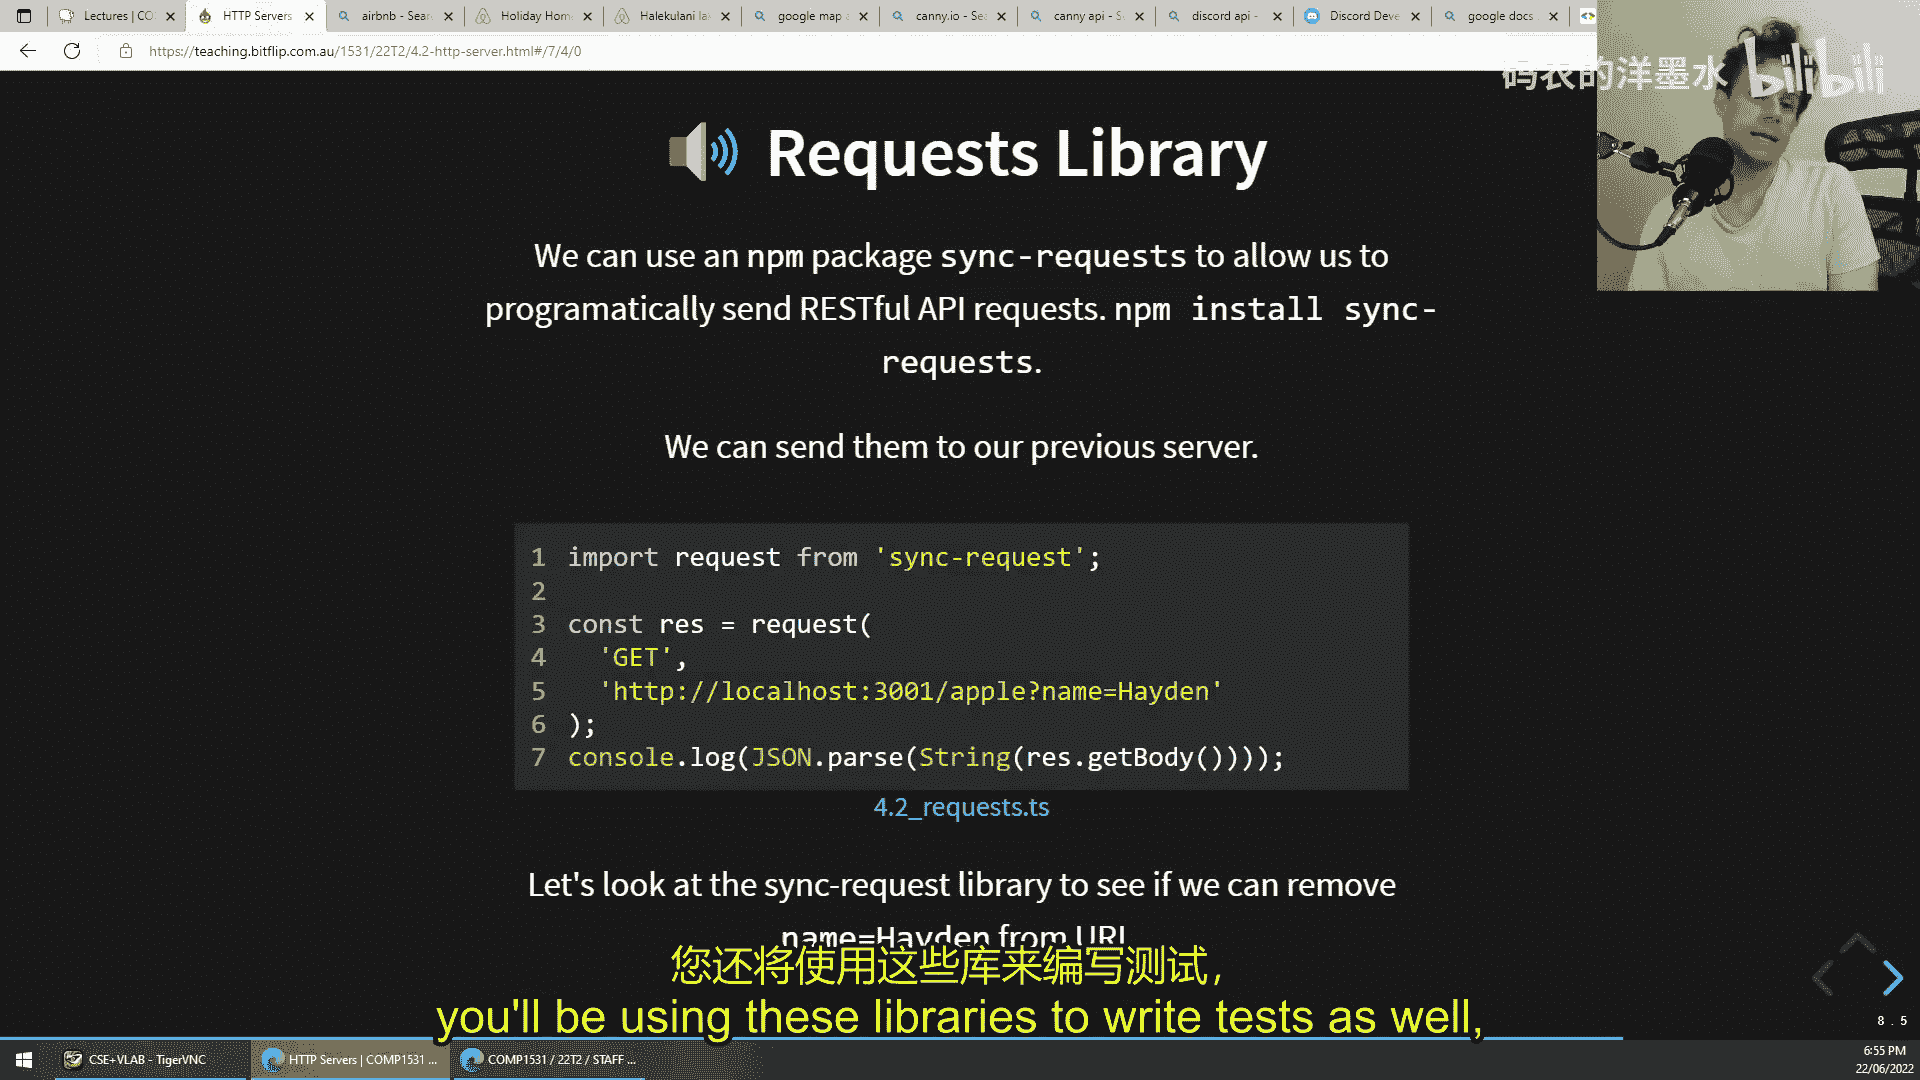 Lectures | CO
HTTP Servers
airbnb - Sear
Holiday Hom
Halekulani la
google map a
canny.io - Se
canny api - S
discord api -
Discord Deve
google docs
https://teaching.bitflip.com.au/1531/22T2/4.2-http-server.html#/7/4/0
码农的洋墨水 bilibili
Requests Library
We can use an npm package sync-requests to allow us to
programatically send RESTful API requests. npm install sync-
requests.
We can send them to our previous server.
1 import request from 'sync-request';
2
3 const res = request(
4 'GET',
5 'http://localhost:3001/apple?name=Hayden'
6 );
7 console.log(JSON.parse(String(res.getBody())));
4.2_requests.ts
Let's look at the sync-request library to see if we can remove
name=Hayden from URL
您还将使用这些库来编写测试，
you'll be using these libraries to write tests as well,
8 . 5
CSE+VLAB - TigerVNC
HTTP Servers | COMP1531 ...
COMP1531 / 22T2 / STAFF ...
6:55 PM
22/06/2022